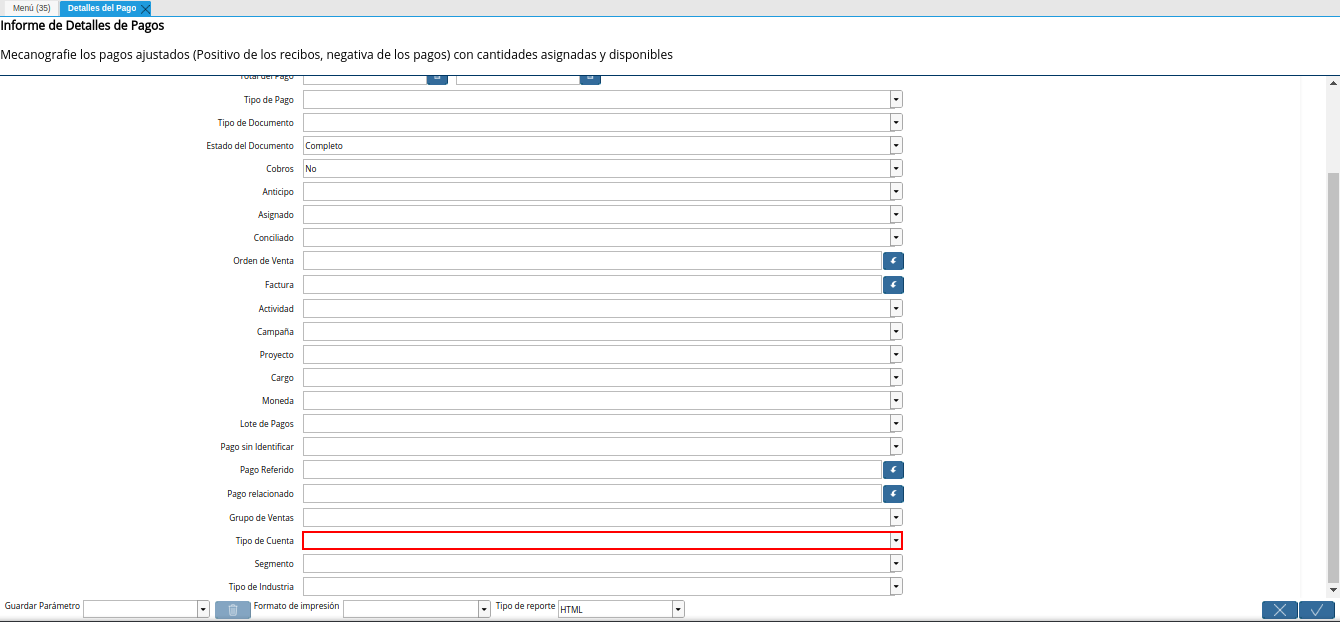 Menú (35)
Detalles del Pago
Informe de Detalles de Pagos
Mecanografie los pagos ajustados (Positivo de los recibos, negativa de los pagos) con cantidades asignadas y disponibles
Total del Pago
Tipo de Pago
Tipo de Documento
Estado del Documento Completo
Cobros No
Anticipo
Asignado
Conciliado
Orden de Venta
Factura
Actividad
Campaña
Proyecto
Cargo
Moneda
Lote de Pagos
Pago sin Identificar
Pago Referido
Pago relacionado
Grupo de Ventas
Tipo de Cuenta
Segmento
Tipo de Industria
Guardar Parámetro Formato de impresión Tipo de reporte HTML